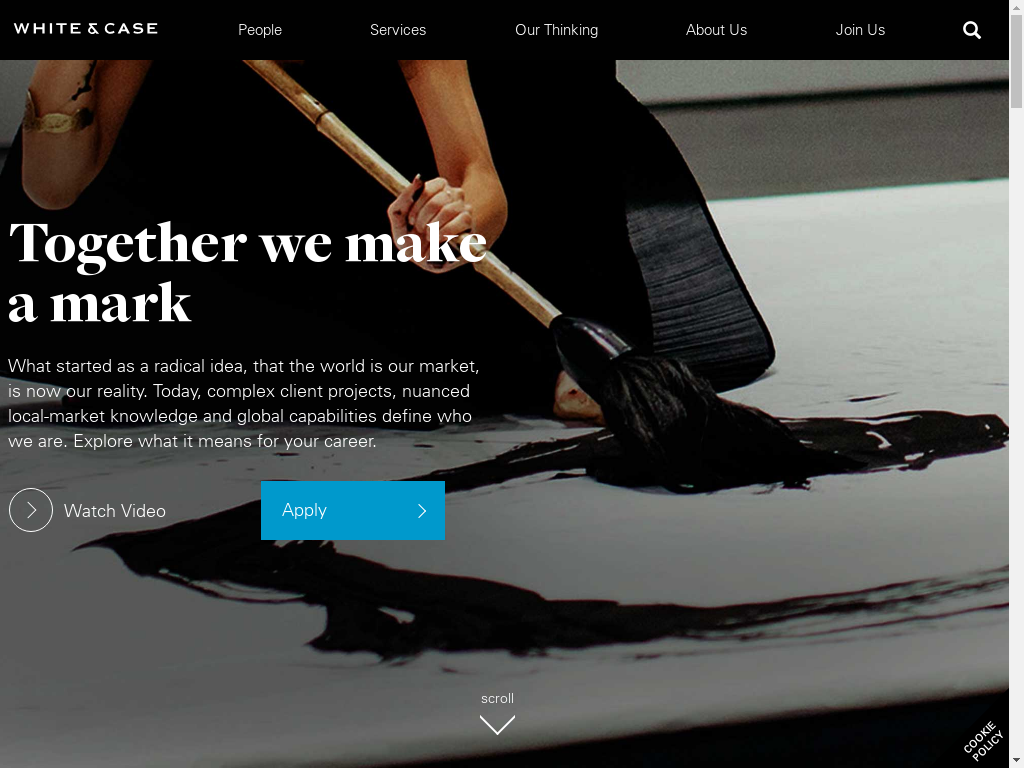 WHITE & CASE
People
Services
Our Thinking
About Us
Join Us
Together we make
a mark
What started as a radical idea, that the world is our market,
is now our reality. Today, complex client projects, nuanced
local-market knowledge and global capabilities define who
we are. Explore what it means for your career.
Watch Video
Apply
scroll
COOKIE
POLICY